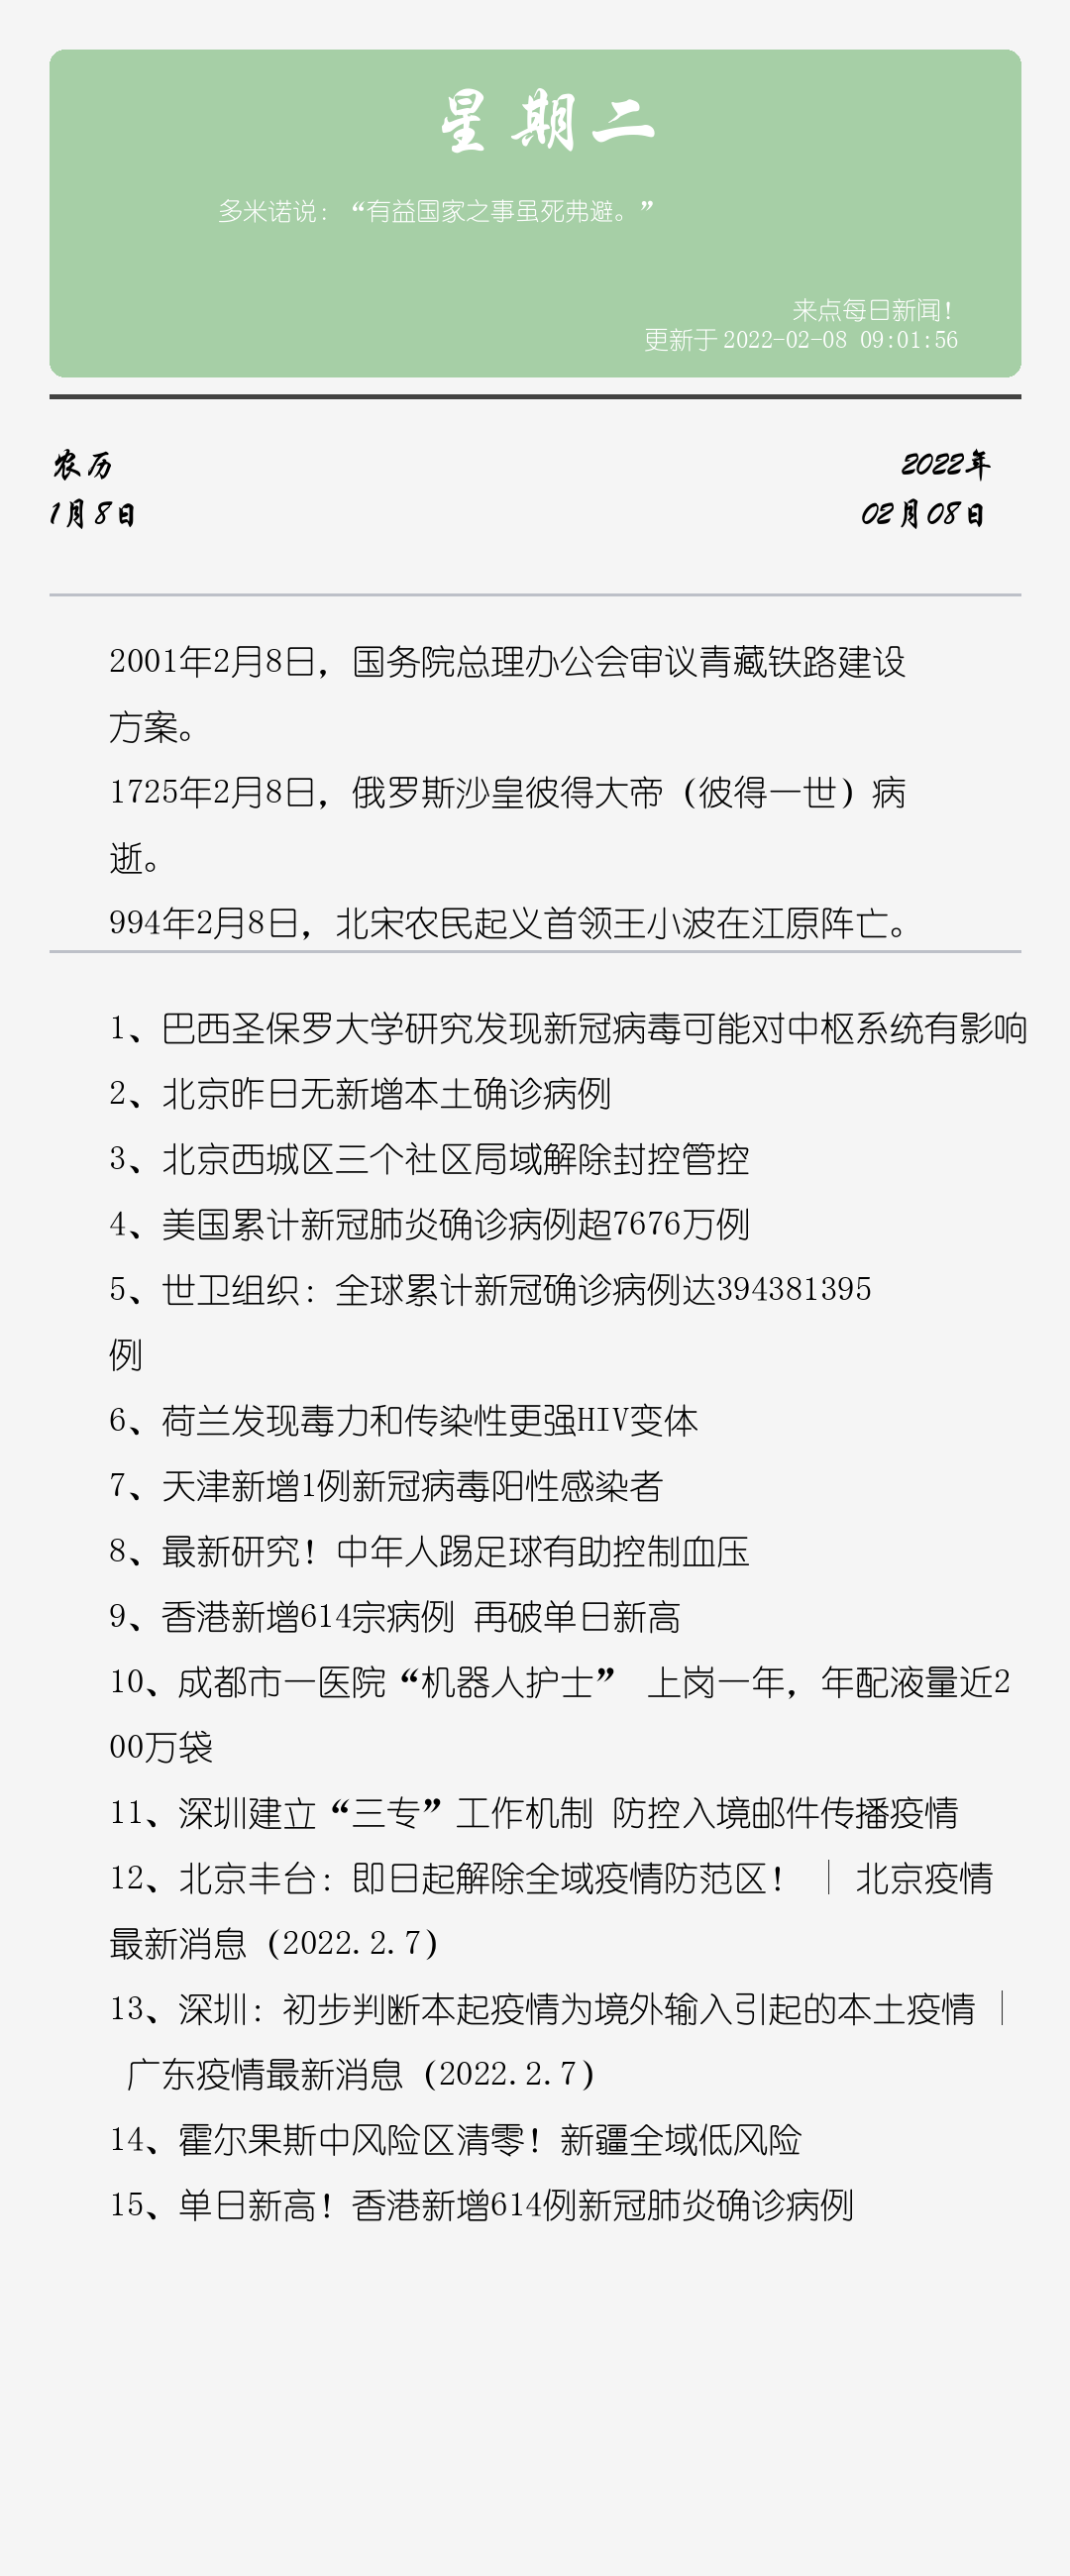 星期二
多米诺说：“有益国家之事虽死弗避。”
来点每日新闻！
更新于 2022-02-08 09:01:56
农历
2022年
1月8日
02月08日
2001年2月8日，国务院总理办公会审议青藏铁路建设
方案。
1725年2月8日，俄罗斯沙皇彼得大帝（彼得一世）病
逝。
994年2月8日，北宋农民起义首领王小波在江原阵亡。
1、巴西圣保罗大学研究发现新冠病毒可能对中枢系统有影响
2、北京昨日无新增本土确诊病例
3、北京西城区三个社区局域解除封控管控
4、美国累计新冠肺炎确诊病例超7676万例
5、世卫组织：全球累计新冠确诊病例达394381395
例
6、荷兰发现毒力和传染性更强HIV变体
7、天津新增1例新冠病毒阳性感染者
8、最新研究！中年人踢足球有助控制血压
9、香港新增614宗病例 再破单日新高
10、成都市一医院“机器人护士” 上岗一年，年配液量近2
00万袋
11、深圳建立“三专”工作机制 防控入境邮件传播疫情
12、北京丰台：即日起解除全域疫情防范区！ | 北京疫情
最新消息（2022.2.7）
13、深圳：初步判断本起疫情为境外输入引起的本土疫情 |
广东疫情最新消息（2022.2.7）
14、霍尔果斯中风险区清零！新疆全域低风险
15、单日新高！香港新增614例新冠肺炎确诊病例